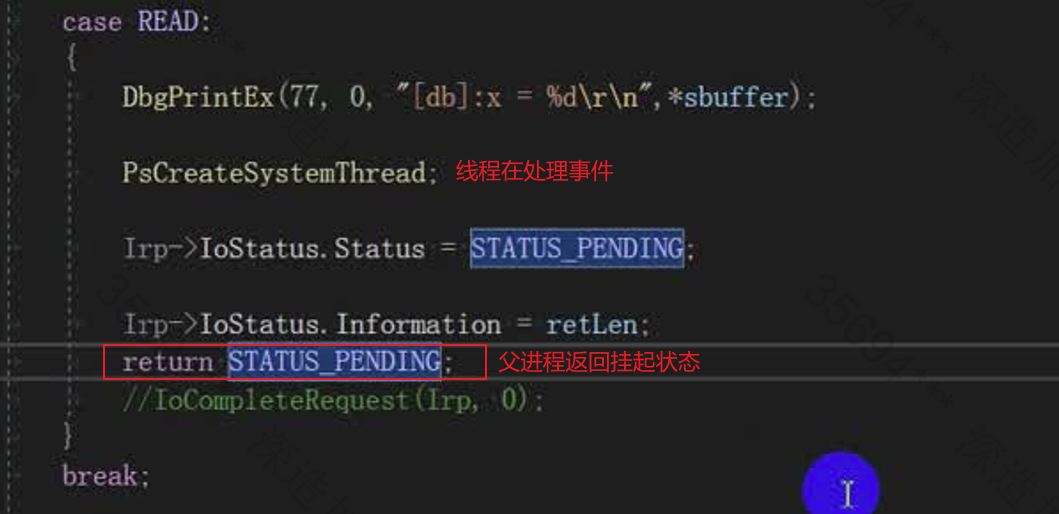 case READ:
{
DbgPrintEx(77, 0, "[db]:x = %d\r\n",*sbuffer);
PsCreateSystemThread; 线程在处理事件
Irp->IoStatus.Status = STATUS_PENDING;
Irp->IoStatus.Information = retLen;
return STATUS_PENDING; 父进程返回挂起状态
//IoCompleteRequest(Irp, 0);
}
break;